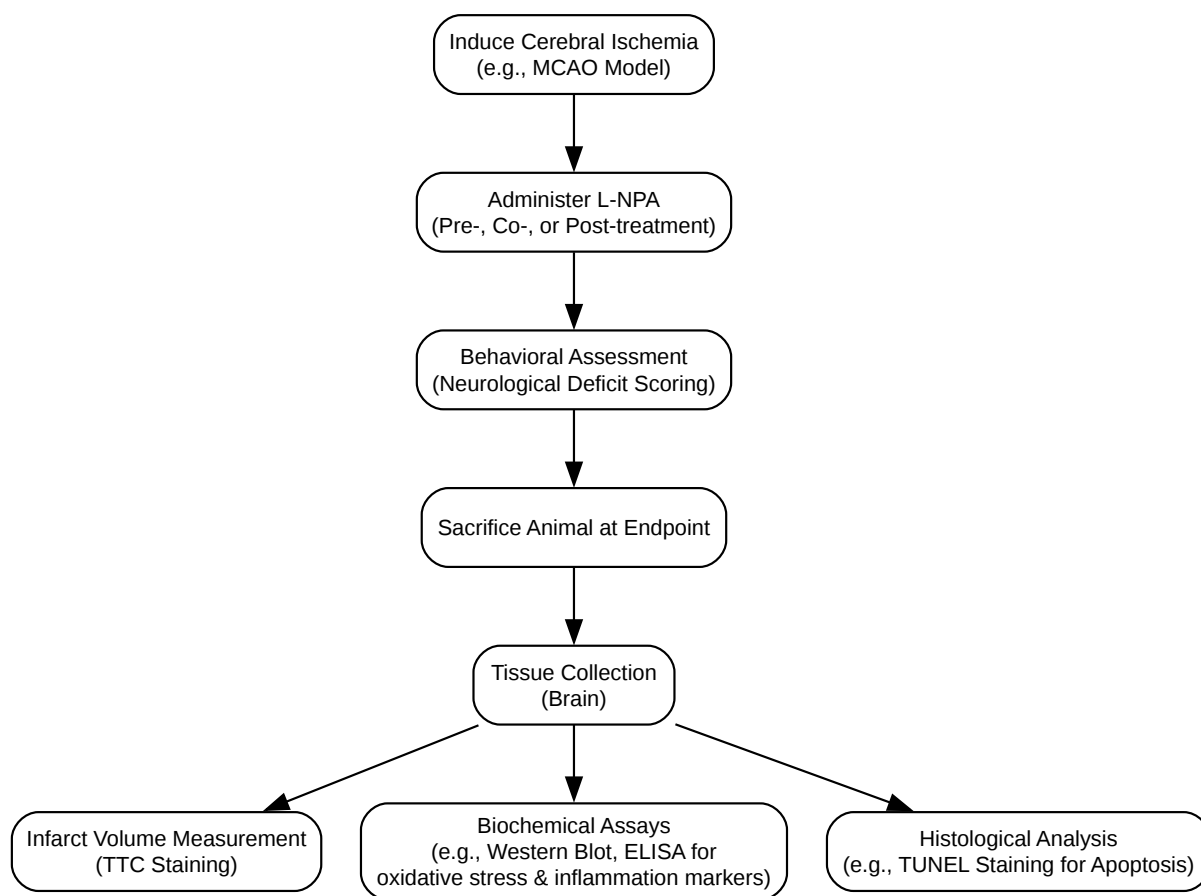 Induce Cerebral Ischemia
(e.g., MCAO Model)
Administer L-NPA
(Pre-, Co-, or Post-treatment)
Behavioral Assessment
(Neurological Deficit Scoring)
Sacrifice Animal at Endpoint
Tissue Collection
(Brain)
Infarct Volume Measurement
(TTC Staining)
Biochemical Assays
(e.g., Western Blot, ELISA for
oxidative stress & inflammation markers)
Histological Analysis
(e.g., TUNEL Staining for Apoptosis)